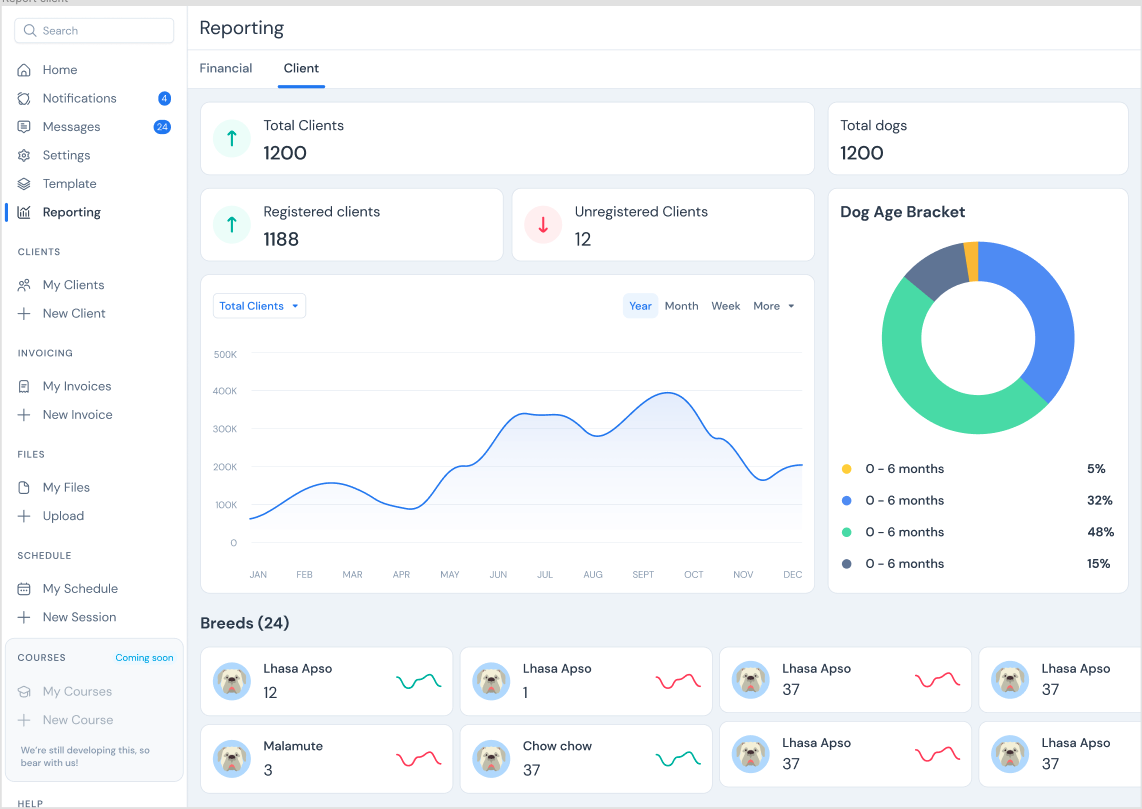 Report client
Search
Home
Notifications 4
Messages 24
Settings
Template
Reporting
CLIENTS
My Clients
New Client
INVOICING
My Invoices
New Invoice
FILES
My Files
Upload
SCHEDULE
My Schedule
New Session
COURSES Coming soon
My Courses
New Course
We're still developing this, so
bear with us!
HELP
Reporting
Financial Client
Total Clients
1200
Total dogs
1200
Registered clients
1188
Unregistered Clients
12
Total Clients
Year Month Week More
500K
400K
300K
200K
100K
0
JAN FEB MAR APR MAY JUN JUL AUG SEPT OCT NOV DEC
Dog Age Bracket
0 - 6 months 5%
0 - 6 months 32%
0 - 6 months 48%
0 - 6 months 15%
Breeds (24)
Lhasa Apso
12
Lhasa Apso
1
Lhasa Apso
37
Lhasa Apso
37
Malamute
3
Chow chow
37
Lhasa Apso
37
Lhasa Apso
37